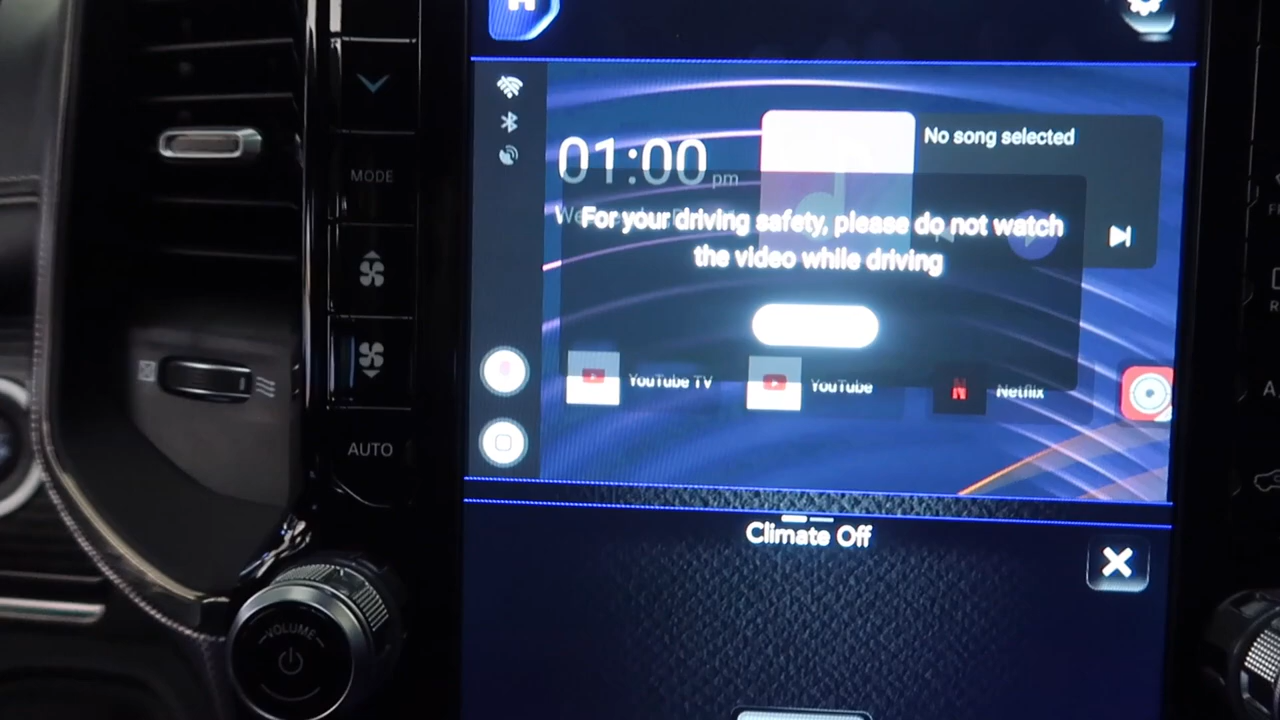 MODE
AUTO
VOLUME
01:00 pm
No song selected
For your driving safety, please do not watch
the video while driving
YouTube TV
YouTube
Netflix
Climate Off